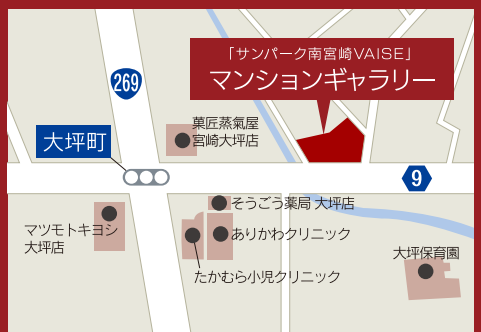 「サンパーク南宮崎VAISE」
マンションギャラリー
269
菓匠蒸氣屋
宮崎大坪店
大坪町
9
そうごう薬局 大坪店
マツモトキヨシ
大坪店
ありかわクリニック
大坪保育園
たかむら小児クリニック